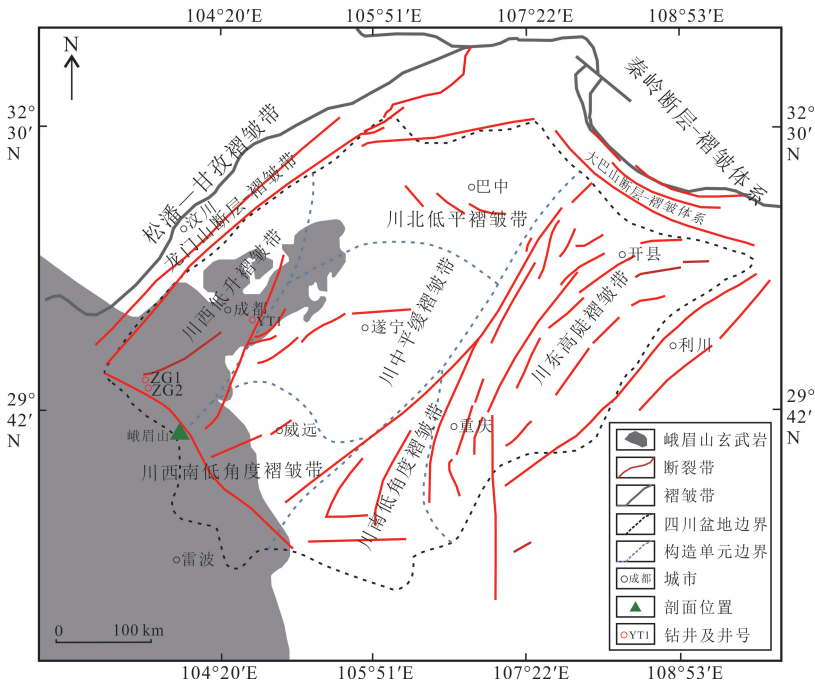 104°20′E 105°51′E 107°22′E 108°53′E
N
32°
30′
N
32°
30′
N
29°
42′
N
29°
42′
N
秦岭断层-褶皱体系
大巴山断层-褶皱体系
松潘—甘孜褶皱带
龙门山断层-褶皱带
汶川
巴中
川北低平褶皱带
开县
川西低升褶皱带
成都
YT1
遂宁
川中平缓褶皱带
川东高陡褶皱带
利川
ZG1
ZG2
峨眉山
威远
重庆
川西南低角度褶皱带
川南低角度褶皱带
雷波
0 100 km
峨眉山玄武岩
断裂带
褶皱带
四川盆地边界
构造单元边界
成都 城市
剖面位置
YT1 钻井及井号
104°20′E 105°51′E 107°22′E 108°53′E